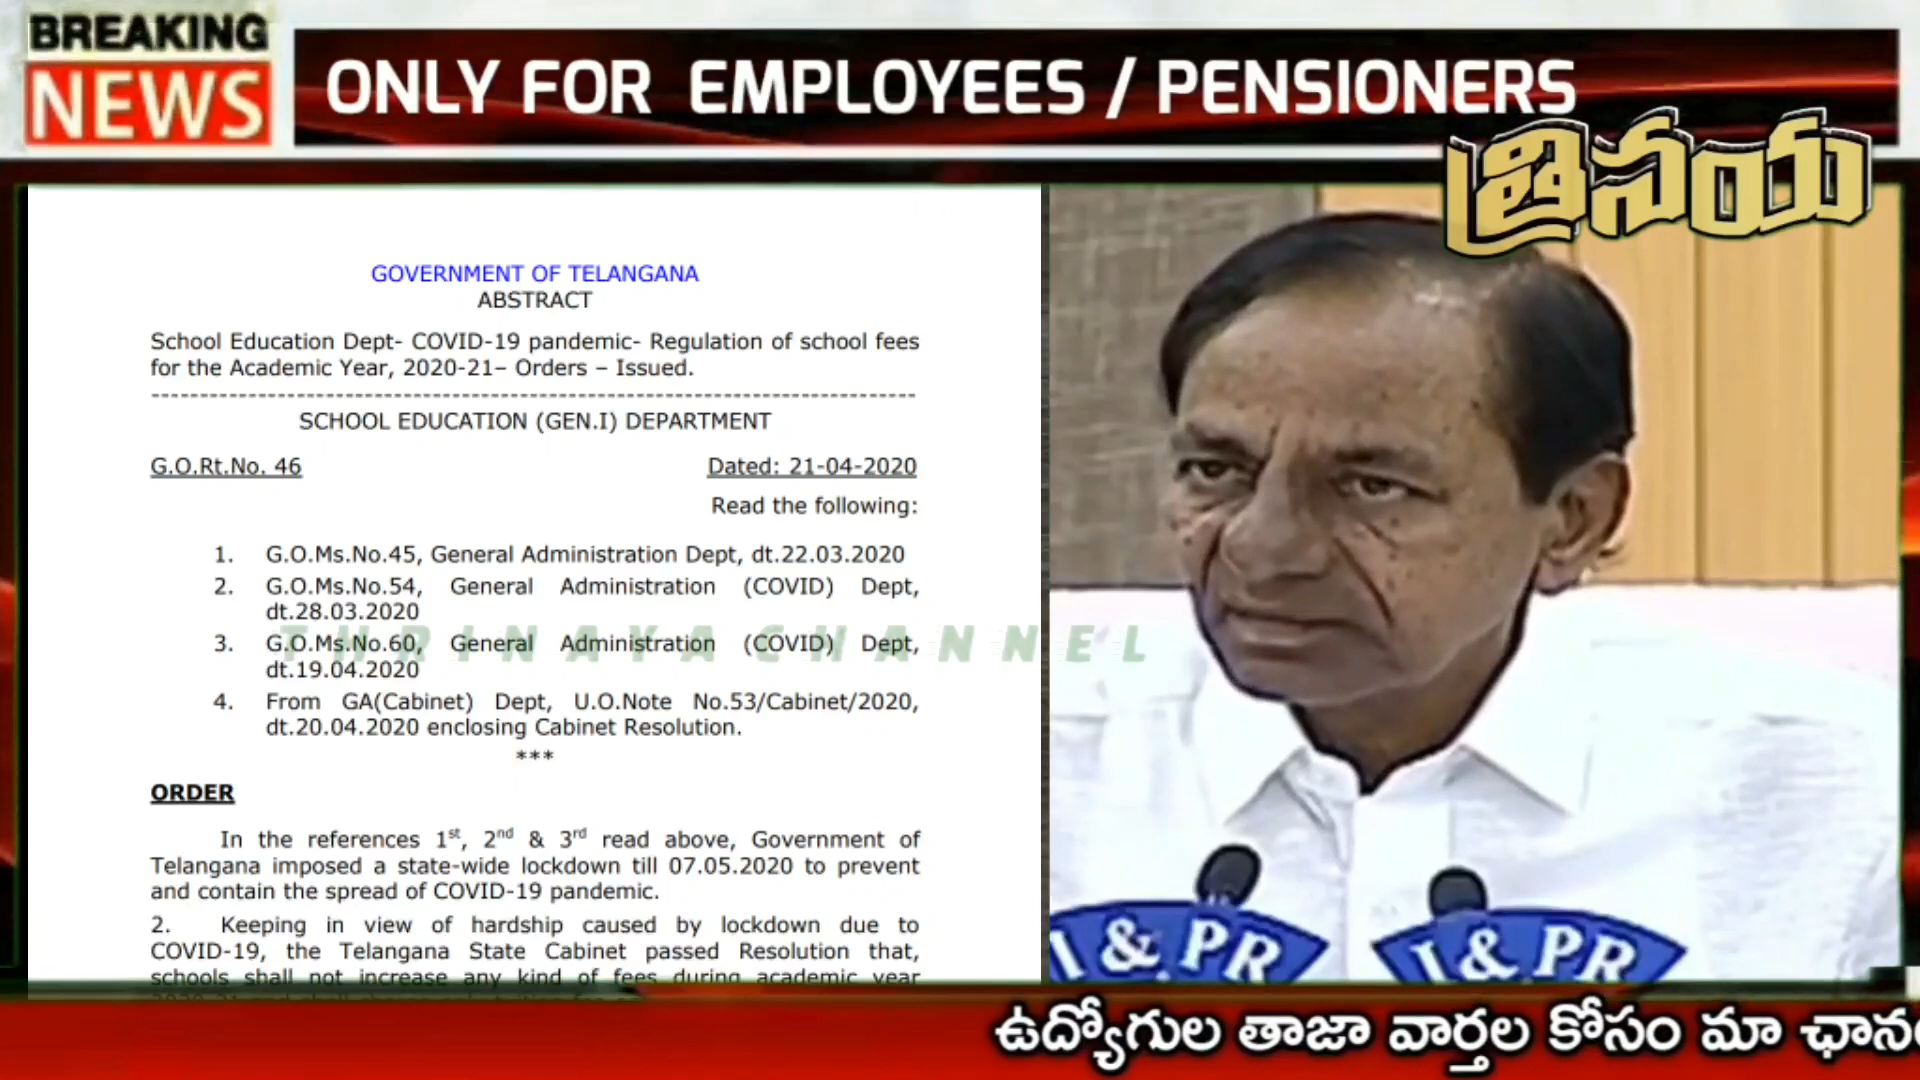 BREAKING
NEWS
ONLY FOR EMPLOYEES / PENSIONERS
త్రినయ
GOVERNMENT OF TELANGANA
ABSTRACT
School Education Dept- COVID-19 pandemic- Regulation of school fees
for the Academic Year, 2020-21– Orders – Issued.
SCHOOL EDUCATION (GEN.I) DEPARTMENT
G.O.Rt.No. 46 Dated: 21-04-2020
Read the following:
1. G.O.Ms.No.45, General Administration Dept, dt.22.03.2020
2. G.O.Ms.No.54, General Administration (COVID) Dept,
dt.28.03.2020
3. G.O.Ms.No.60, General Administration (COVID) Dept,
dt.19.04.2020
4. From GA(Cabinet) Dept, U.O.Note No.53/Cabinet/2020,
dt.20.04.2020 enclosing Cabinet Resolution.
***
THRINAYA CHANNEL
ORDER
In the references 1st, 2nd & 3rd read above, Government of
Telangana imposed a state-wide lockdown till 07.05.2020 to prevent
and contain the spread of COVID-19 pandemic.
2. Keeping in view of hardship caused by lockdown due to
COVID-19, the Telangana State Cabinet passed Resolution that,
schools shall not increase any kind of fees during academic year
I & PR
I & PR
ఉద్యోగుల తాజా వార్తల కోసం మా